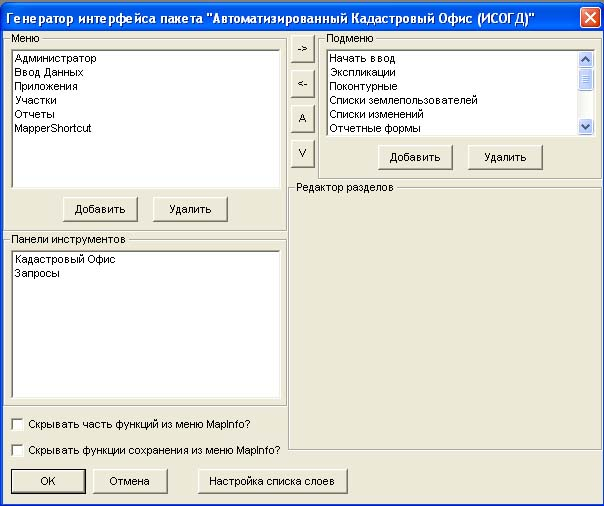 Генератор интерфейса пакета "Автоматизированный Кадастровый Офис (ИСОГД)"
Меню
Администратор
Ввод Данных
Приложения
Участки
Отчеты
MapperShortcut
Добавить
Удалить
->
<-
А
V
Подменю
Начать ввод
Экспликации
Поконтурные
Списки землепользователей
Списки изменений
Отчетные формы
Добавить
Удалить
Редактор разделов
Панели инструментов
Кадастровый Офис
Запросы
Скрывать часть функций из меню MapInfo?
Скрывать функции сохранения из меню MapInfo?
OK
Отмена
Настройка списка слоев